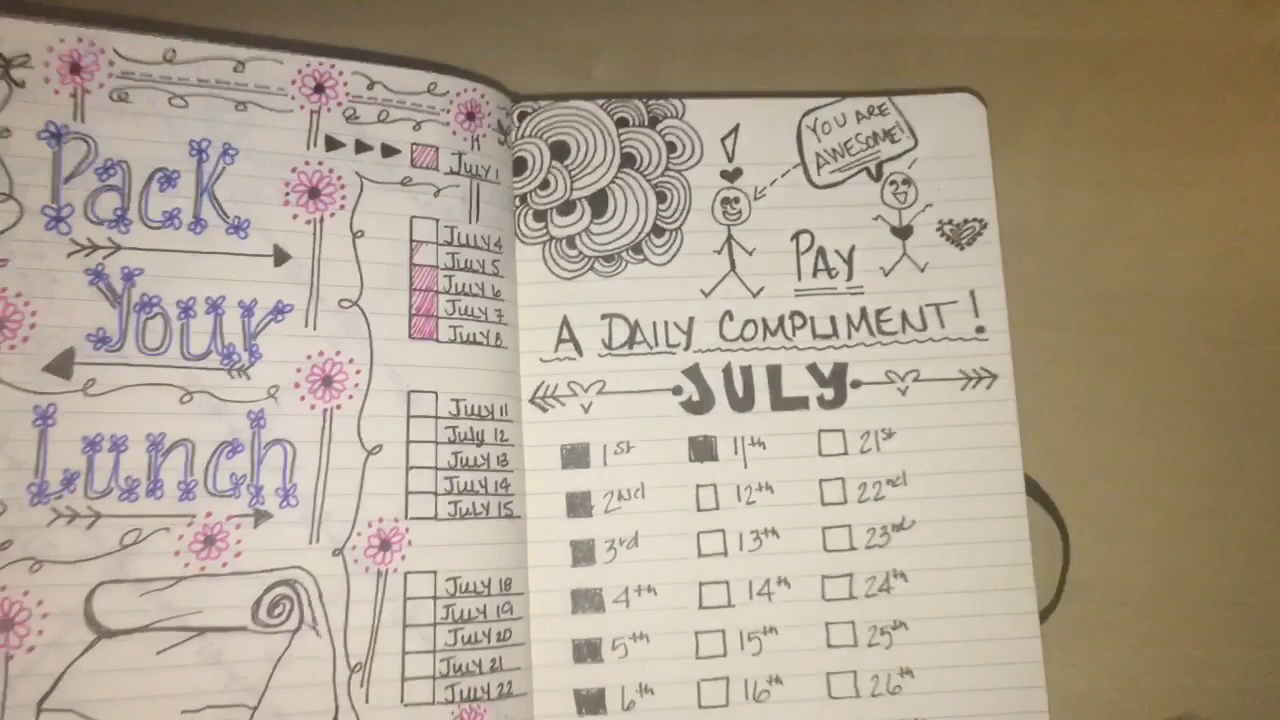 Pack
Your
Lunch
July 1
July 4
July 5
July 6
July 7
July 8
July 11
July 12
July 13
July 14
July 15
July 18
July 19
July 20
July 21
July 22
YOU ARE
AWESOME!
PAY
A DAILY COMPLIMENT!
JULY
1st
2nd
3rd
4th
5th
6th
11th
12th
13th
14th
15th
16th
21st
22nd
23nd
24th
25th
26th